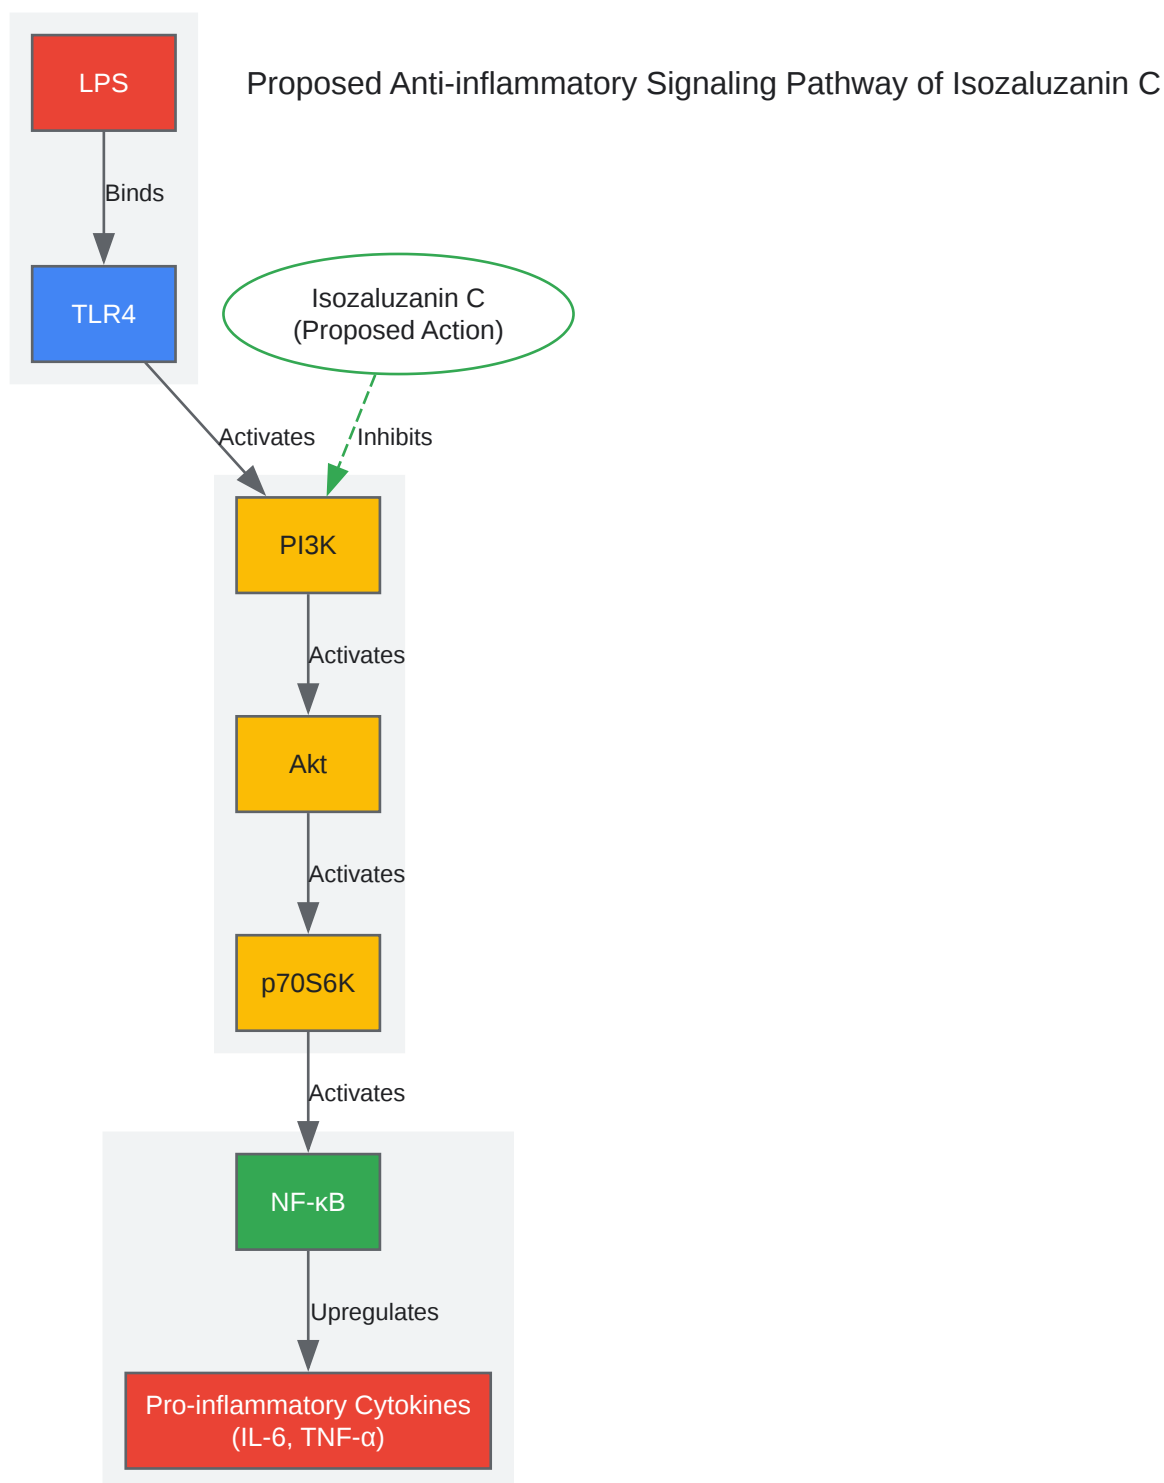 LPS
Proposed Anti-inflammatory Signaling Pathway of Isozaluzanin C
Binds
TLR4
Isozaluzanin C
(Proposed Action)
Activates
Inhibits
PI3K
Activates
Akt
Activates
p70S6K
Activates
NF-κB
Upregulates
Pro-inflammatory Cytokines
(IL-6, TNF-α)